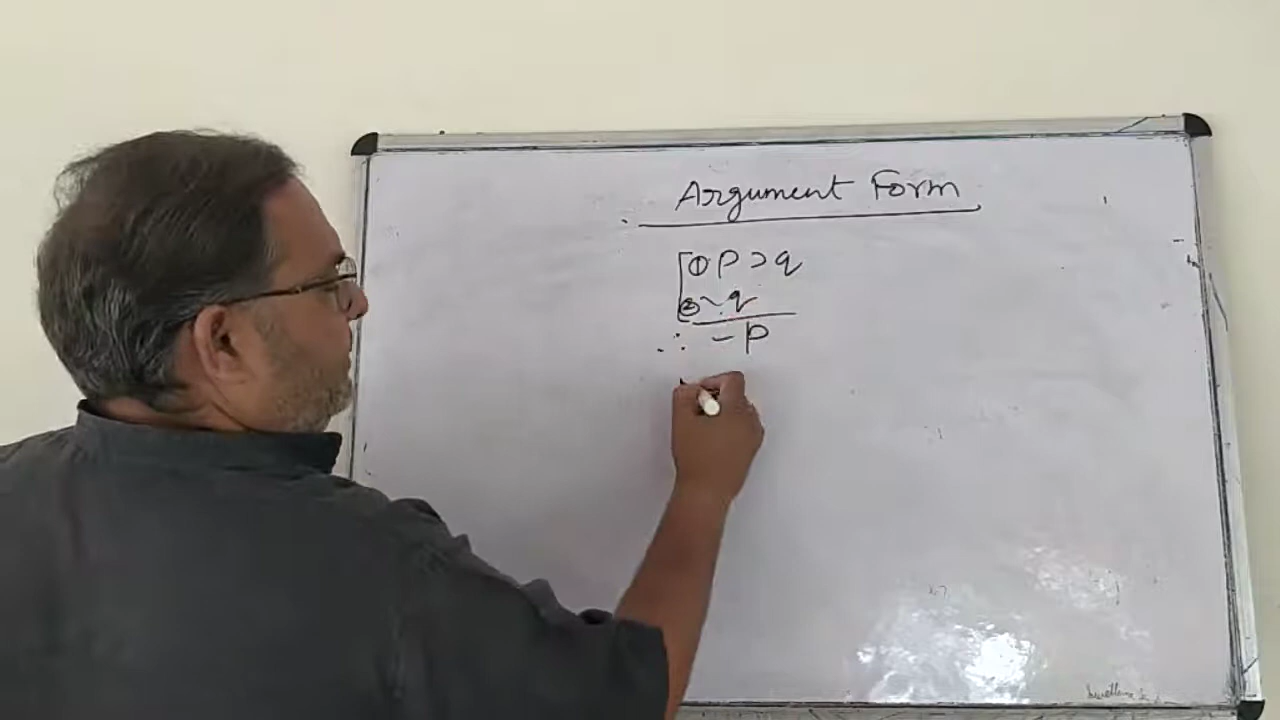 Argument Form
① p ⊃ q
② ~q
∴ ~p